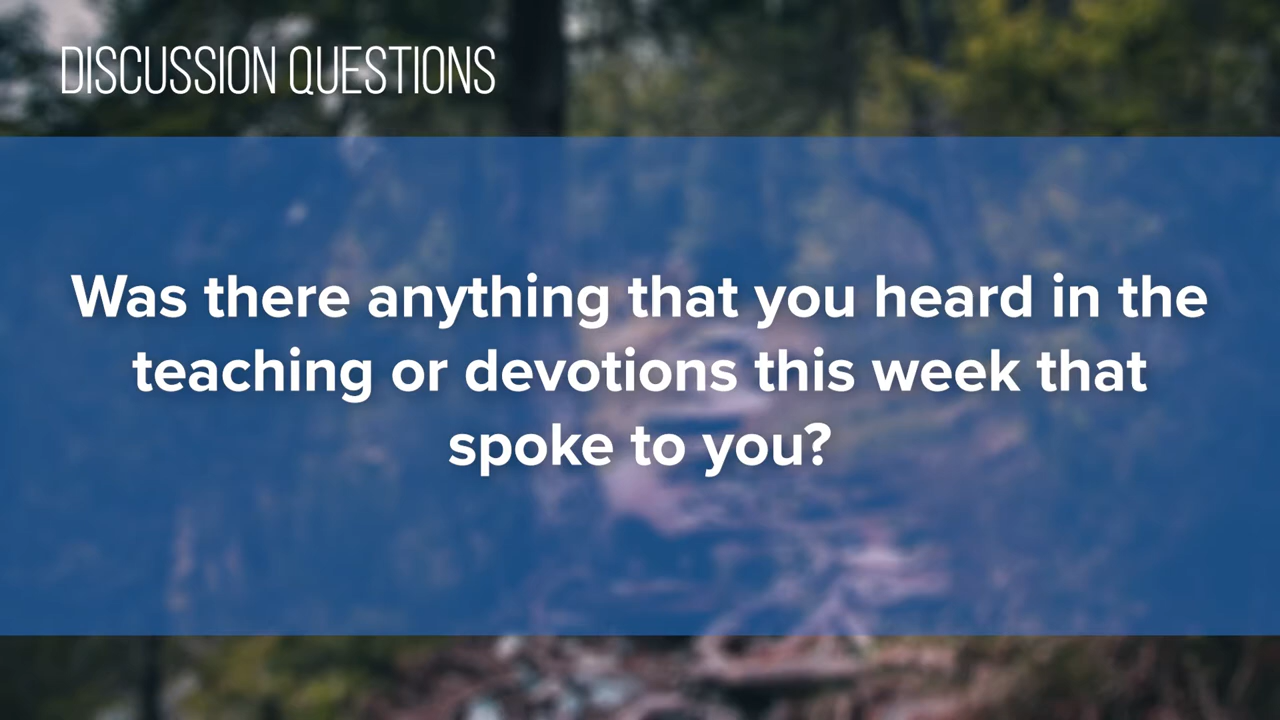 DISCUSSION QUESTIONS
Was there anything that you heard in the
teaching or devotions this week that
spoke to you?